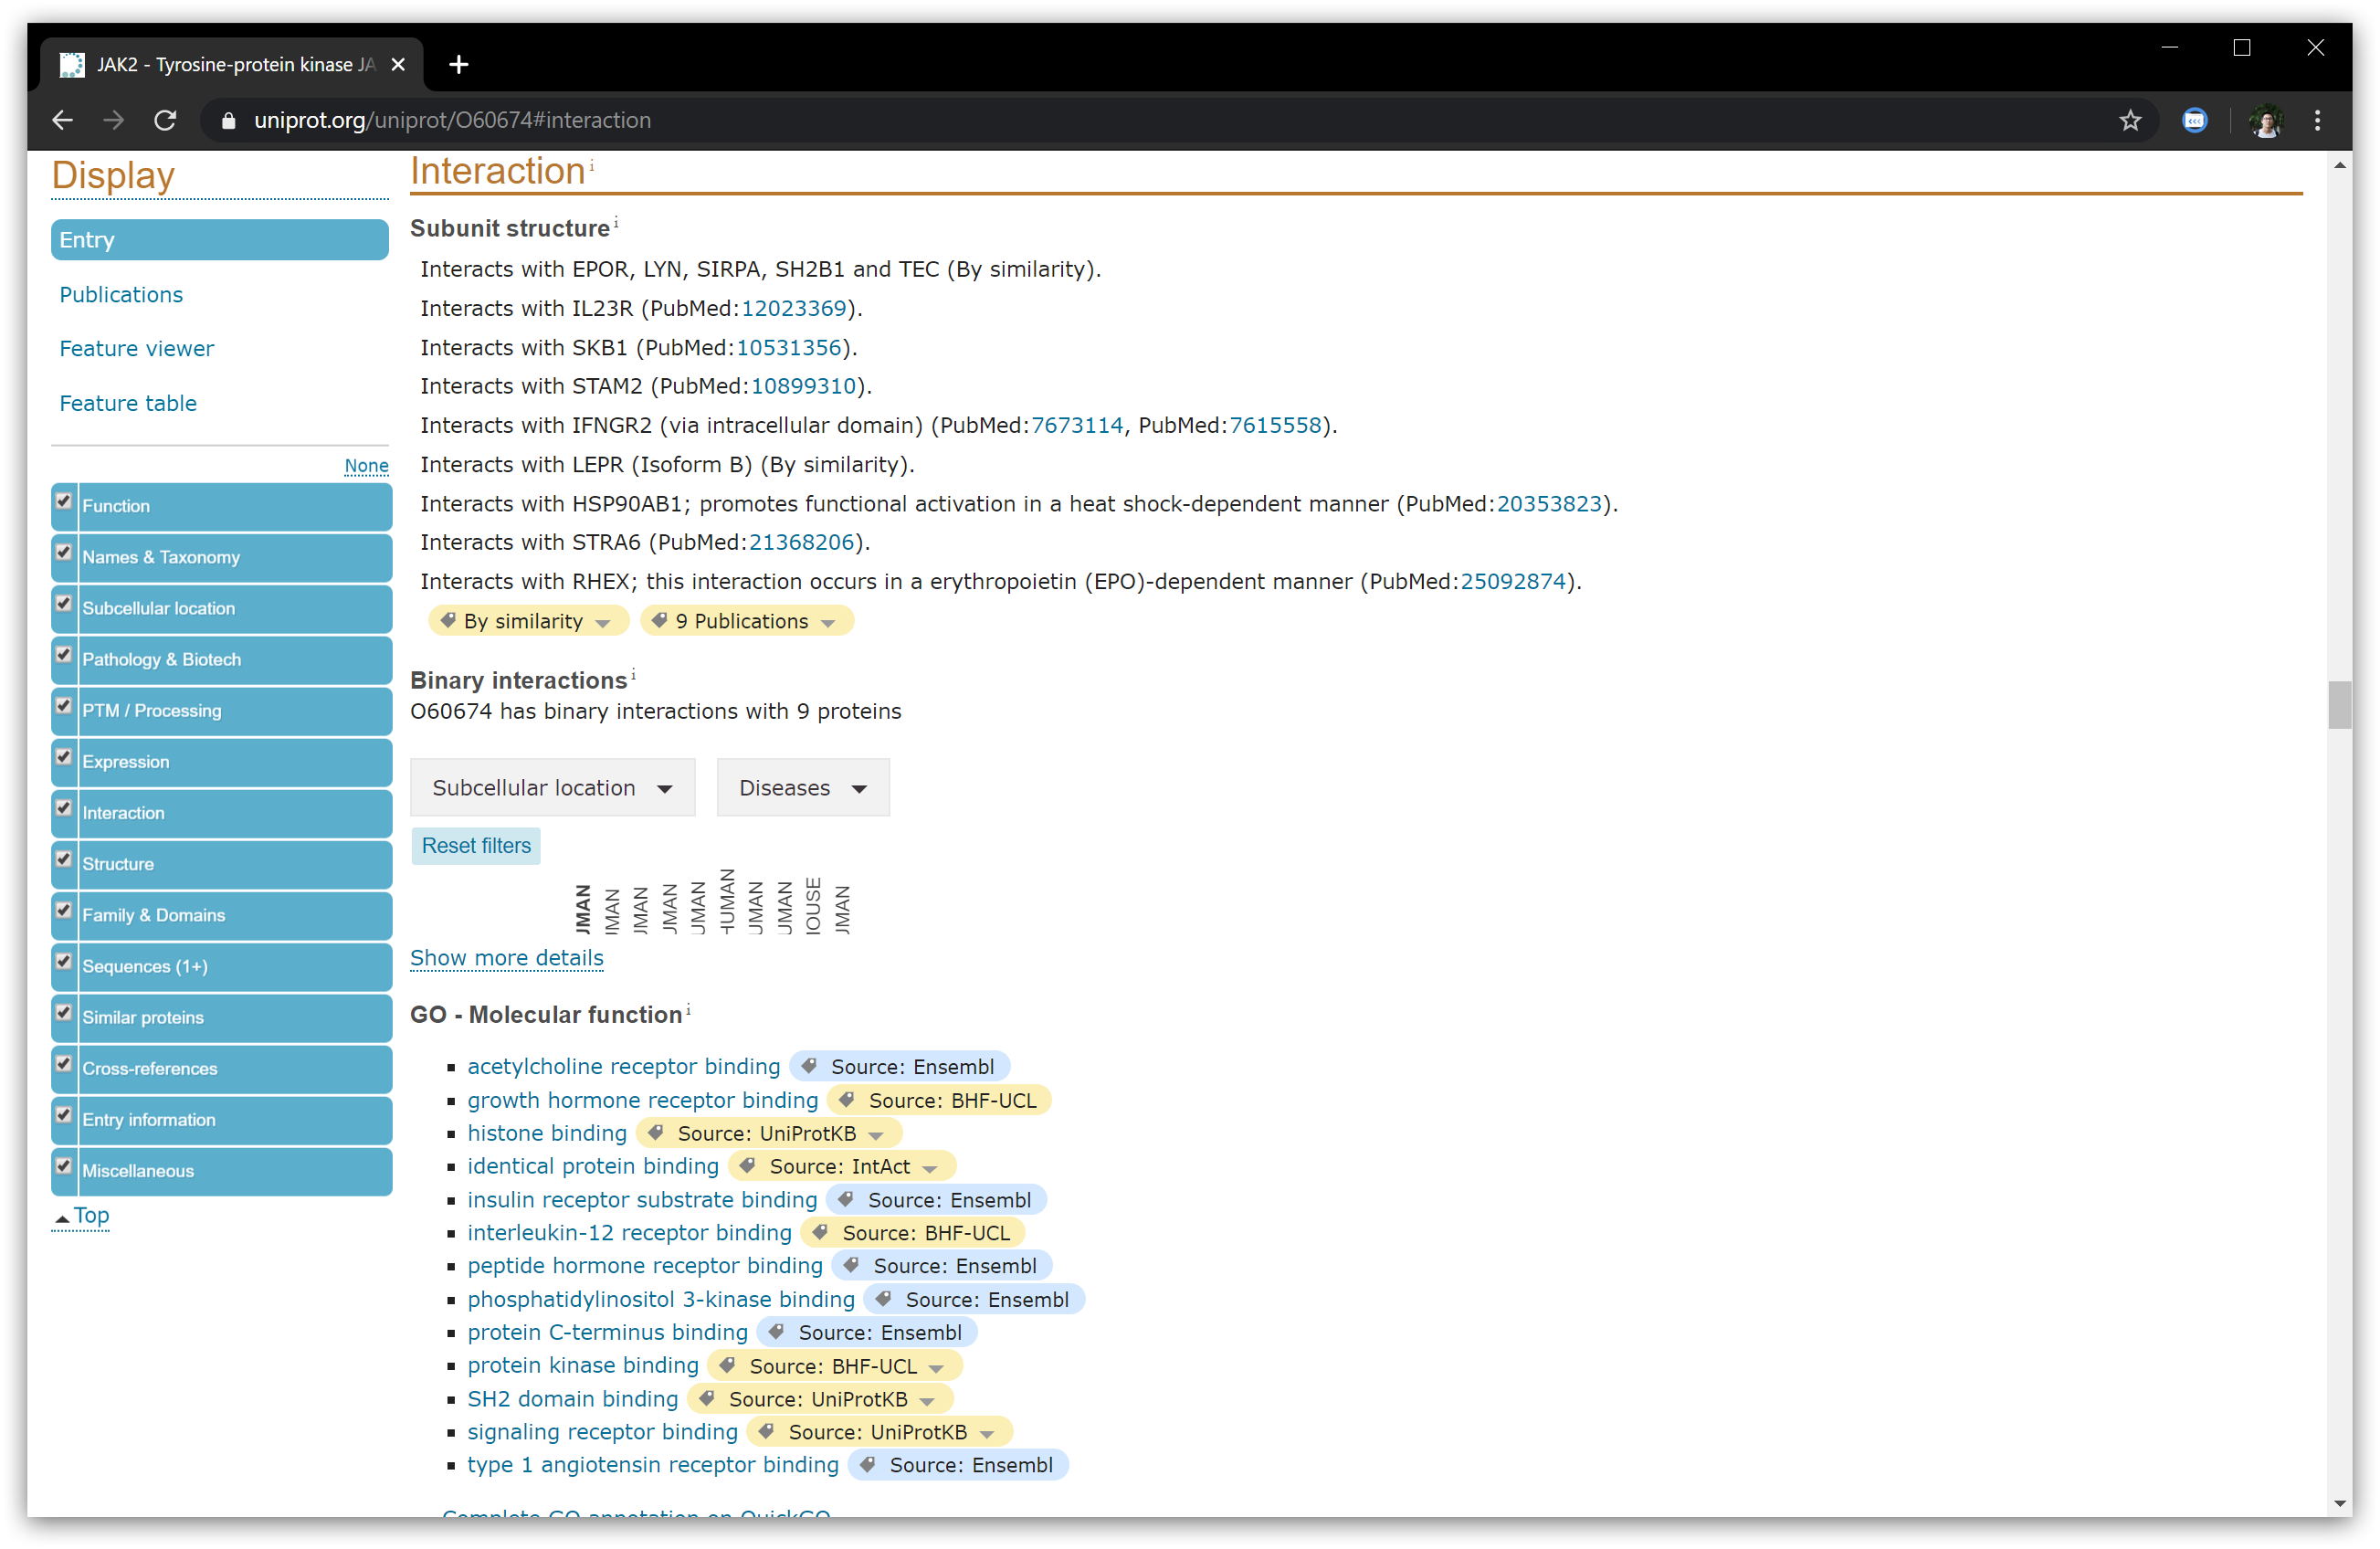 JAK2 - Tyrosine-protein kinase JA
uniprot.org/uniprot/O60674#interaction
Display
Entry
Publications
Feature viewer
Feature table
None
Function
Names & Taxonomy
Subcellular location
Pathology & Biotech
PTM / Processing
Expression
Interaction
Structure
Family & Domains
Sequences (1+)
Similar proteins
Cross-references
Entry information
Miscellaneous
Top
Interaction i
Subunit structure i
Interacts with EPOR, LYN, SIRPA, SH2B1 and TEC (By similarity).
Interacts with IL23R (PubMed:12023369).
Interacts with SKB1 (PubMed:10531356).
Interacts with STAM2 (PubMed:10899310).
Interacts with IFNGR2 (via intracellular domain) (PubMed:7673114, PubMed:7615558).
Interacts with LEPR (Isoform B) (By similarity).
Interacts with HSP90AB1; promotes functional activation in a heat shock-dependent manner (PubMed:20353823).
Interacts with STRA6 (PubMed:21368206).
Interacts with RHEX; this interaction occurs in a erythropoietin (EPO)-dependent manner (PubMed:25092874).
By similarity 9 Publications
Binary interactions i
O60674 has binary interactions with 9 proteins
Subcellular location Diseases
Reset filters
HUMAN
Show more details
GO - Molecular function i
acetylcholine receptor binding Source: Ensembl
growth hormone receptor binding Source: BHF-UCL
histone binding Source: UniProtKB
identical protein binding Source: IntAct
insulin receptor substrate binding Source: Ensembl
interleukin-12 receptor binding Source: BHF-UCL
peptide hormone receptor binding Source: Ensembl
phosphatidylinositol 3-kinase binding Source: Ensembl
protein C-terminus binding Source: Ensembl
protein kinase binding Source: BHF-UCL
SH2 domain binding Source: UniProtKB
signaling receptor binding Source: UniProtKB
type 1 angiotensin receptor binding Source: Ensembl
Complete GO annotation on QuickGO